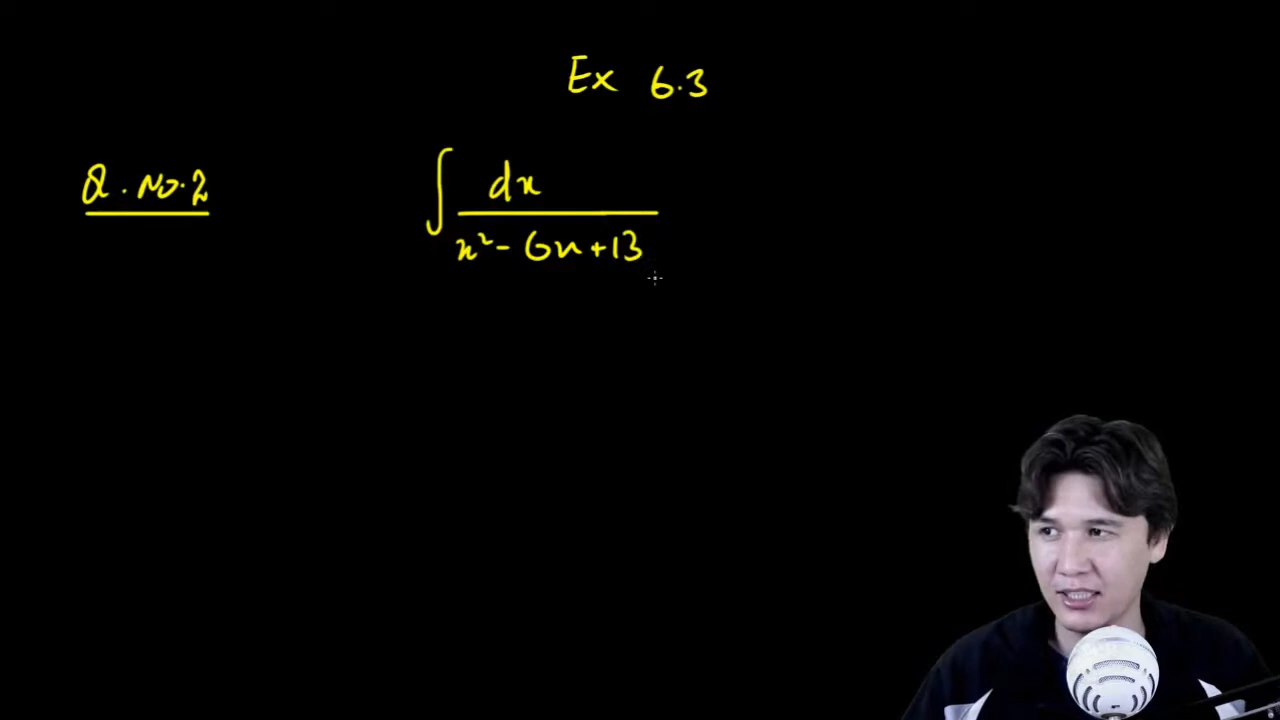 Ex 6.3
Q. No. 2
∫ dx
x² - 6x + 13